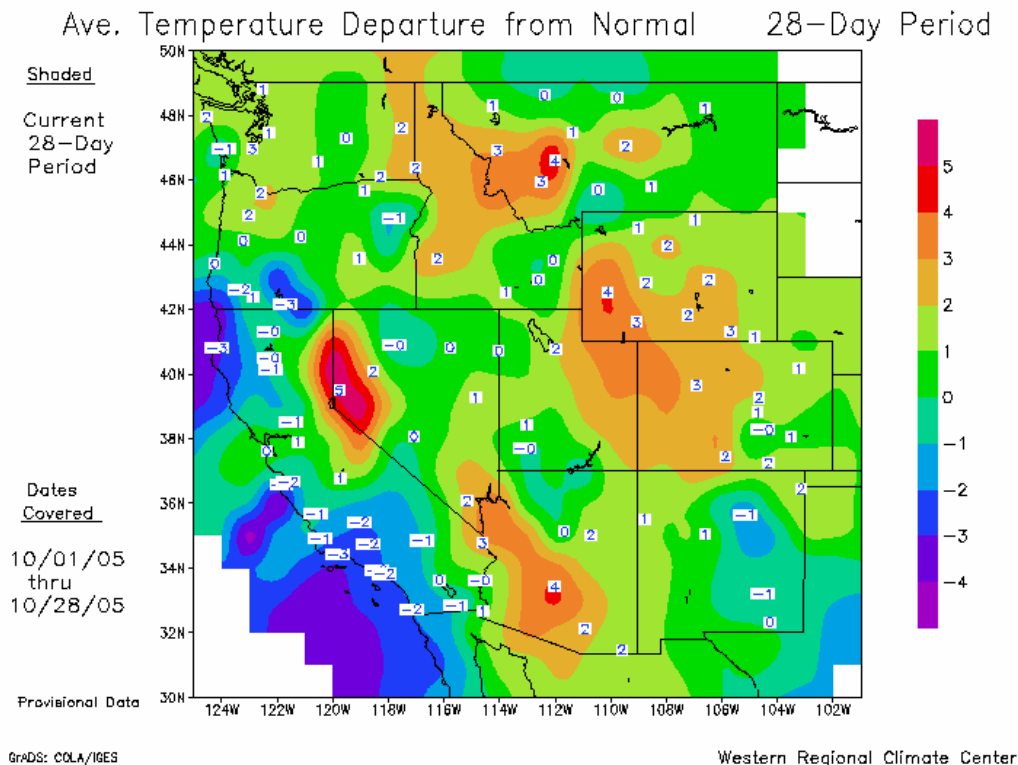 Ave. Temperature Departure from Normal 28-Day Period
Shaded
Current
28-Day
Period
Dates
Covered
10/01/05
thru
10/28/05
Provisional Data
50N
48N
46N
44N
42N
40N
38N
36N
34N
32N
30N
124W 122W 120W 118W 116W 114W 112W 110W 108W 106W 104W 102W
5
4
3
2
1
0
-1
-2
-3
-4
GrADS: COLA/IGES Western Regional Climate Center